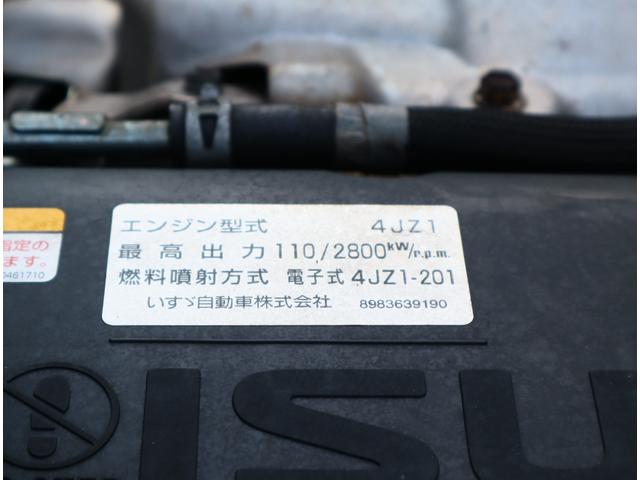 エンジン型式 4JZ1
最高出力 110/2800kW/r.p.m.
燃料噴射方式 電子式 4JZ1-201
いすゞ自動車株式会社 8983639190
指定の
ます。
0461710
ISU